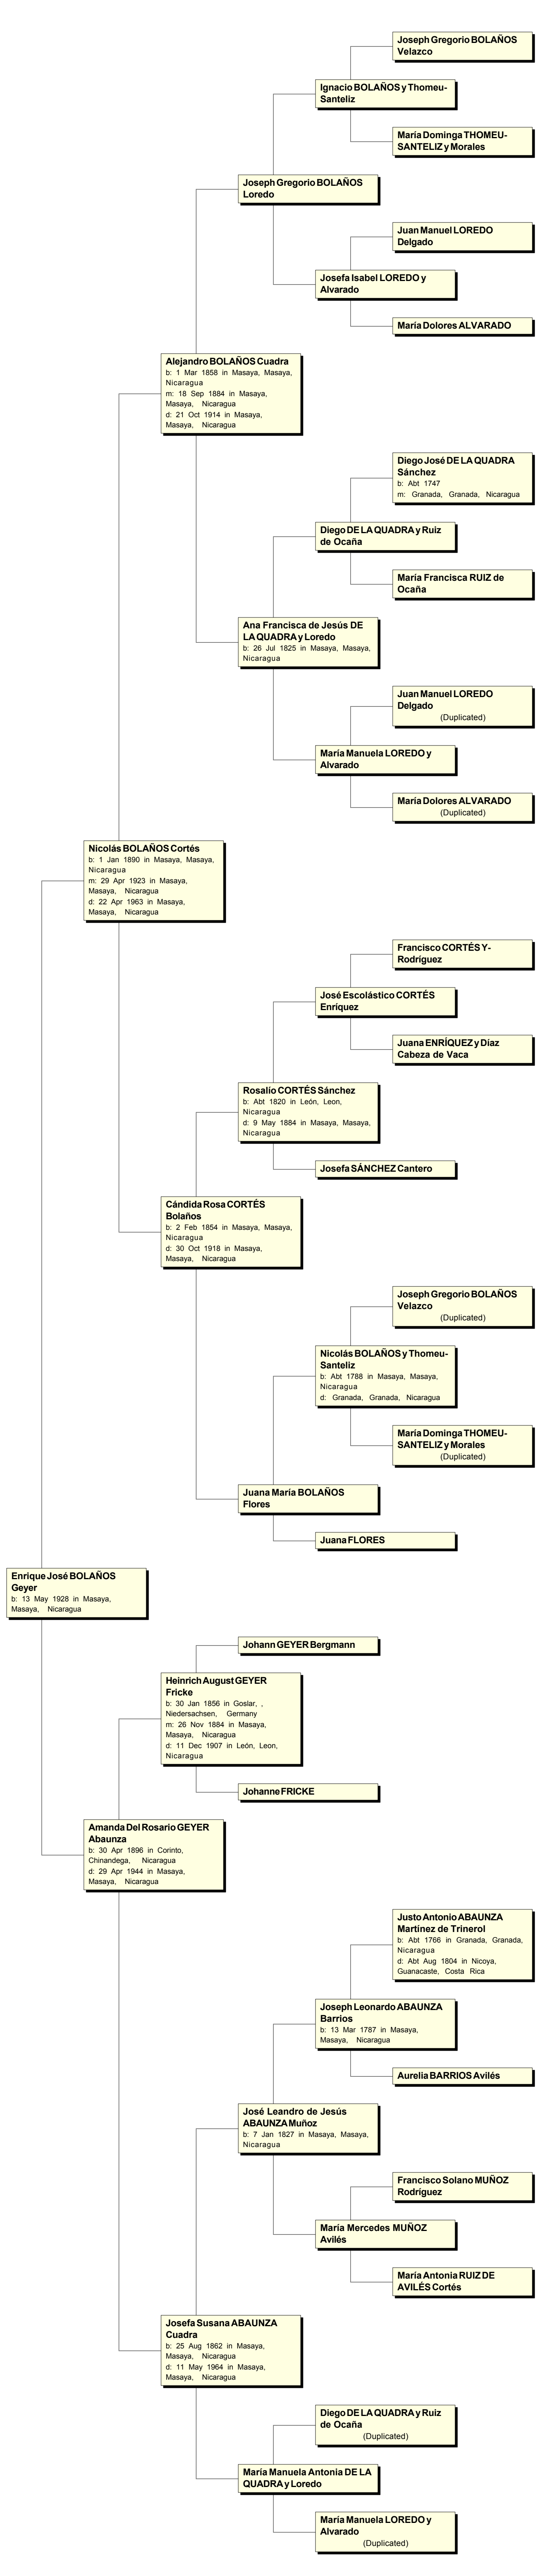 Joseph Gregorio BOLAÑOS
Velazco
Ignacio BOLAÑOS y Thomeu-
Santeliz
María Dominga THOMEU-
SANTELIZ y Morales
Joseph Gregorio BOLAÑOS
Loredo
Juan Manuel LOREDO
Delgado
Josefa Isabel LOREDO y
Alvarado
María Dolores ALVARADO
Alejandro BOLAÑOS Cuadra
b: 1 Mar 1858 in Masaya, Masaya,
Nicaragua
m: 18 Sep 1884 in Masaya,
Masaya, Nicaragua
d: 21 Oct 1914 in Masaya,
Masaya, Nicaragua
Diego José DE LA QUADRA
Sánchez
b: Abt 1747
m: Granada, Granada, Nicaragua
Diego DE LA QUADRA y Ruiz
de Ocaña
María Francisca RUIZ de
Ocaña
Ana Francisca de Jesús DE
LA QUADRA y Loredo
b: 26 Jul 1825 in Masaya, Masaya,
Nicaragua
Juan Manuel LOREDO
Delgado
(Duplicated)
María Manuela LOREDO y
Alvarado
María Dolores ALVARADO
(Duplicated)
Nicolás BOLAÑOS Cortés
b: 1 Jan 1890 in Masaya, Masaya,
Nicaragua
m: 29 Apr 1923 in Masaya,
Masaya, Nicaragua
d: 22 Apr 1963 in Masaya,
Masaya, Nicaragua
Francisco CORTÉS Y-
Rodríguez
José Escolástico CORTÉS
Enríquez
Juana ENRÍQUEZ y Díaz
Cabeza de Vaca
Rosalío CORTÉS Sánchez
b: Abt 1820 in León, Leon,
Nicaragua
d: 9 May 1884 in Masaya, Masaya,
Nicaragua
Josefa SÁNCHEZ Cantero
Cándida Rosa CORTÉS
Bolaños
b: 2 Feb 1854 in Masaya, Masaya,
Nicaragua
d: 30 Oct 1918 in Masaya,
Masaya, Nicaragua
Joseph Gregorio BOLAÑOS
Velazco
(Duplicated)
Nicolás BOLAÑOS y Thomeu-
Santeliz
b: Abt 1788 in Masaya, Masaya,
Nicaragua
d: Granada, Granada, Nicaragua
María Dominga THOMEU-
SANTELIZ y Morales
(Duplicated)
Juana María BOLAÑOS
Flores
Juana FLORES
Enrique José BOLAÑOS
Geyer
b: 13 May 1928 in Masaya,
Masaya, Nicaragua
Johann GEYER Bergmann
Heinrich August GEYER
Fricke
b: 30 Jan 1856 in Goslar, ,
Niedersachsen, Germany
m: 26 Nov 1884 in Masaya,
Masaya, Nicaragua
d: 11 Dec 1907 in León, Leon,
Nicaragua
Johanne FRICKE
Amanda Del Rosario GEYER
Abaunza
b: 30 Apr 1896 in Corinto,
Chinandega, Nicaragua
d: 29 Apr 1944 in Masaya,
Masaya, Nicaragua
Justo Antonio ABAUNZA
Martínez de Trinerol
b: Abt 1766 in Granada, Granada,
Nicaragua
d: Abt Aug 1804 in Nicoya,
Guanacaste, Costa Rica
Joseph Leonardo ABAUNZA
Barrios
b: 13 Mar 1787 in Masaya,
Masaya, Nicaragua
Aurelia BARRIOS Avilés
José Leandro de Jesús
ABAUNZA Muñoz
b: 7 Jan 1827 in Masaya, Masaya,
Nicaragua
Francisco Solano MUÑOZ
Rodríguez
María Mercedes MUÑOZ
Avilés
María Antonia RUIZ DE
AVILÉS Cortés
Josefa Susana ABAUNZA
Cuadra
b: 25 Aug 1862 in Masaya,
Masaya, Nicaragua
d: 11 May 1964 in Masaya,
Masaya, Nicaragua
Diego DE LA QUADRA y Ruiz
de Ocaña
(Duplicated)
María Manuela Antonia DE LA
QUADRA y Loredo
María Manuela LOREDO y
Alvarado
(Duplicated)